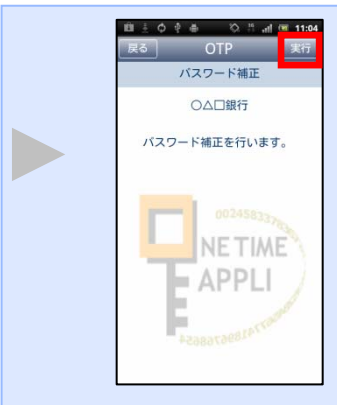 11:04
戻る
OTP
実行
パスワード補正
○△□銀行
パスワード補正を行います。
NE TIME
APPLI